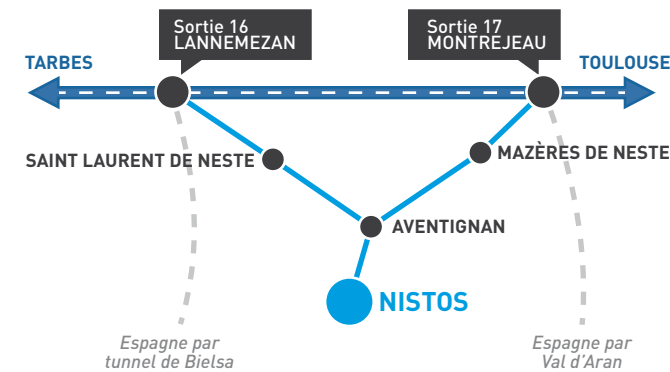 Sortie 16
LANNEMEZAN
Sortie 17
MONTREJEAU
TARBES
TOULOUSE
SAINT LAURENT DE NESTE
MAZÈRES DE NESTE
AVENTIGNAN
NISTOS
Espagne par
tunnel de Bielsa
Espagne par
Val d'Aran